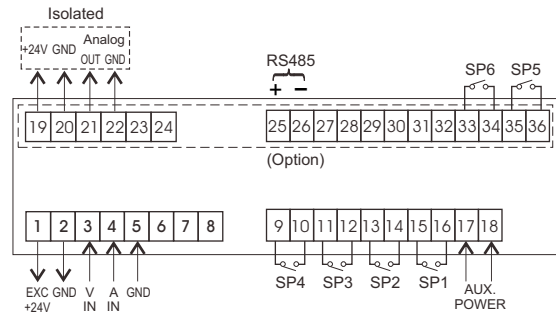 Isolated
+24V GND Analog
OUT GND
RS485
+ −
SP6 SP5
19 20 21 22 23 24 25 26 27 28 29 30 31 32 33 34 35 36
(Option)
1 2 3 4 5 6 7 8 9 10 11 12 13 14 15 16 17 18
EXC GND V A GND SP4 SP3 SP2 SP1 AUX.
+24V IN IN POWER